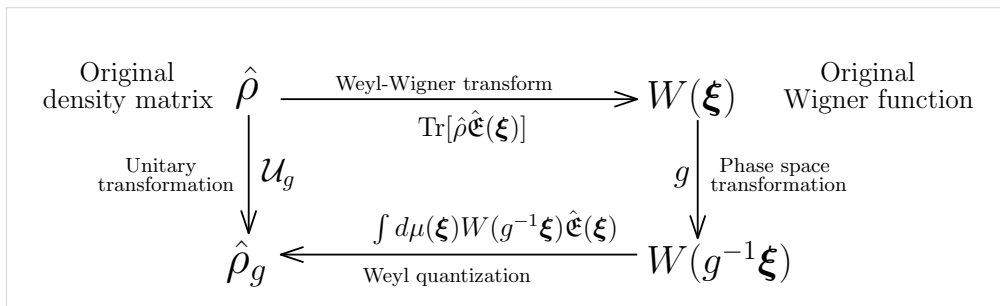 Original
density matrix
ρ̂
Weyl-Wigner transform
Tr[ρ̂𝕰̂(ξ)]
W(ξ)
Original
Wigner function
Unitary
transformation
𝒰_g
g
Phase space
transformation
ρ̂_g
∫ dμ(ξ)W(g⁻¹ξ)𝕰̂(ξ)
Weyl quantization
W(g⁻¹ξ)